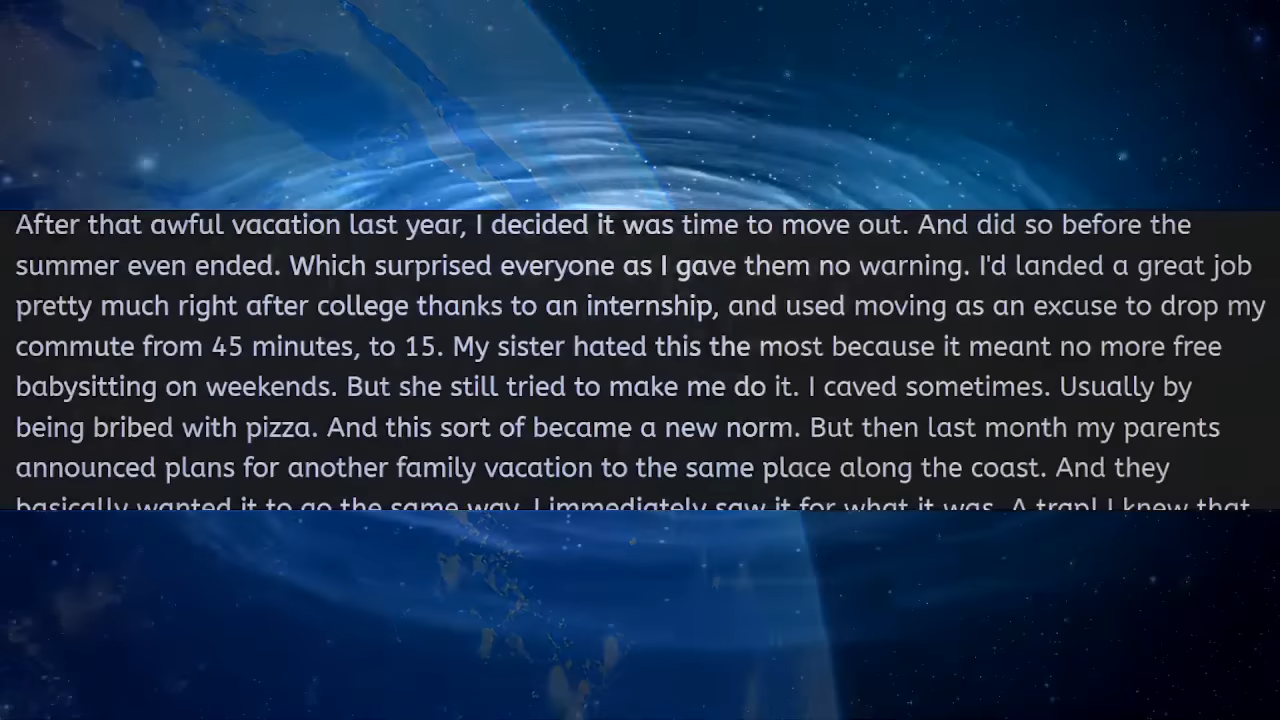 After that awful vacation last year, I decided it was time to move out. And did so before the
summer even ended. Which surprised everyone as I gave them no warning. I'd landed a great job
pretty much right after college thanks to an internship, and used moving as an excuse to drop my
commute from 45 minutes, to 15. My sister hated this the most because it meant no more free
babysitting on weekends. But she still tried to make me do it. I caved sometimes. Usually by
being bribed with pizza. And this sort of became a new norm. But then last month my parents
announced plans for another family vacation to the same place along the coast. And they
basically wanted it to go the same way. I immediately saw it for what it was. A trap! I knew that